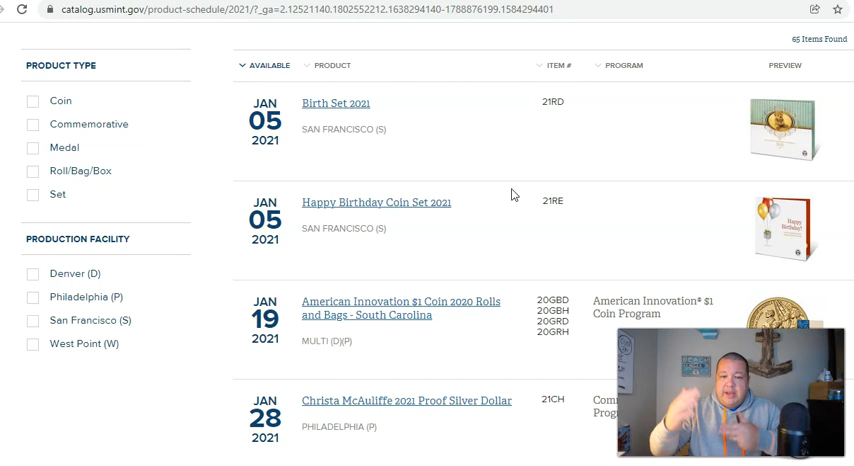 catalog.usmint.gov/product-schedule/2021/?_ga=2.12521140.1802552212.1638294140-1788876199.1584294401
65 Items Found
PRODUCT TYPE
Coin
Commemorative
Medal
Roll/Bag/Box
Set
PRODUCTION FACILITY
Denver (D)
Philadelphia (P)
San Francisco (S)
West Point (W)
AVAILABLE PRODUCT ITEM # PROGRAM PREVIEW
JAN
05
2021
Birth Set 2021
SAN FRANCISCO (S)
21RD
JAN
05
2021
Happy Birthday Coin Set 2021
SAN FRANCISCO (S)
21RE
Happy
Birthday!
JAN
19
2021
American Innovation $1 Coin 2020 Rolls
and Bags - South Carolina
MULTI (D)(P)
20GBD
20GBH
20GRD
20GRH
American Innovation® $1
Coin Program
JAN
28
2021
Christa McAuliffe 2021 Proof Silver Dollar
PHILADELPHIA (P)
21CH